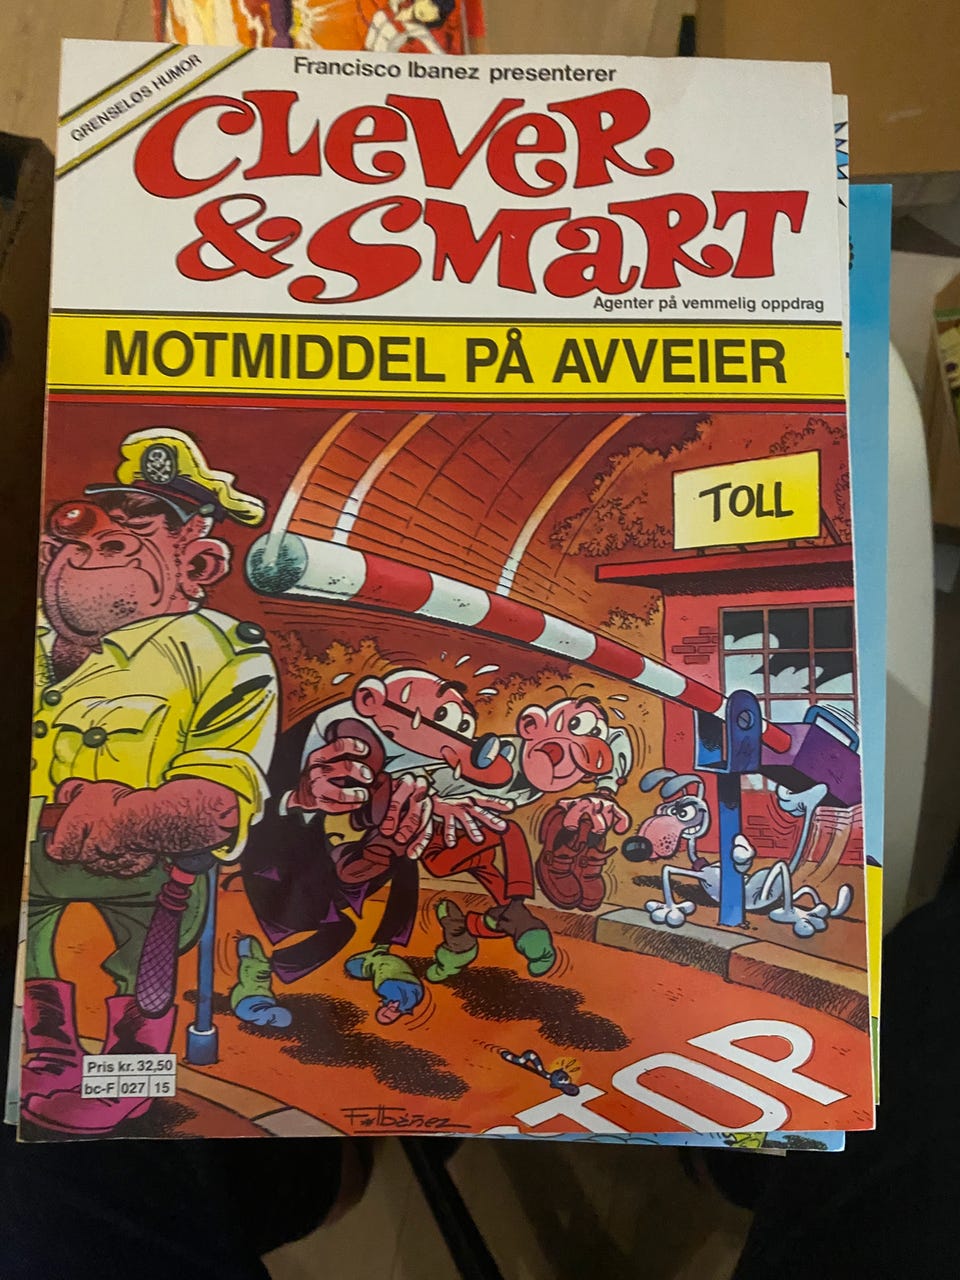 GRENSELØS HUMOR
Francisco Ibanez presenterer
CLEVER
& SMART
Agenter på vemmelig oppdrag
MOTMIDDEL PÅ AVVEIER
TOLL
STOP
Pris kr. 32,50
bc-F 027 15
F. Ibáñez